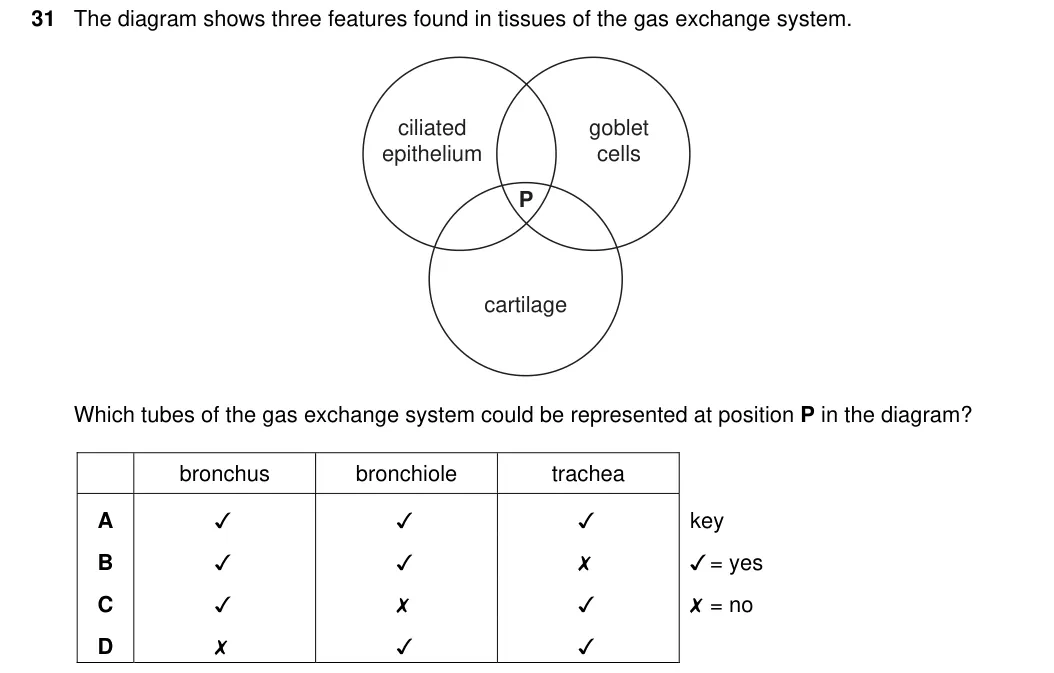 31 The diagram shows three features found in tissues of the gas exchange system.
ciliated
epithelium
goblet
cells
P
cartilage
Which tubes of the gas exchange system could be represented at position P in the diagram?
bronchus bronchiole trachea
A ✓ ✓ ✓ key
B ✓ ✓ ✗ ✓ = yes
C ✓ ✗ ✓ ✗ = no
D ✗ ✓ ✓